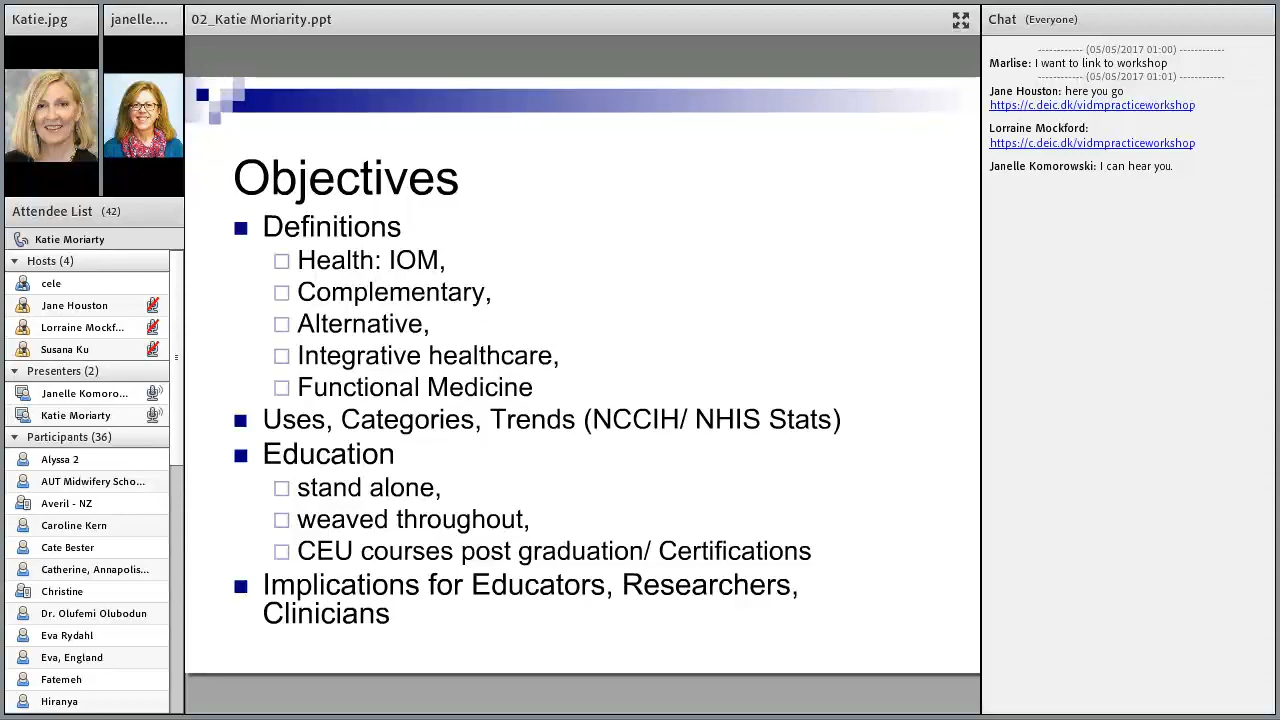 Katie.jpg
janelle....
02_Katie Moriarity.ppt
Chat (Everyone)
Attendee List (42)
Katie Moriarty
Hosts (4)
cele
Jane Houston
Lorraine Mockf...
Susana Ku
Presenters (2)
Janelle Komoro...
Katie Moriarty
Participants (36)
Alyssa 2
AUT Midwifery Scho...
Averil - NZ
Caroline Kern
Cate Bester
Catherine, Annapolis...
Christine
Dr. Olufemi Olubodun
Eva Rydahl
Eva, England
Fatemeh
Hiranya
Objectives
Definitions
Health: IOM,
Complementary,
Alternative,
Integrative healthcare,
Functional Medicine
Uses, Categories, Trends (NCCIH/ NHIS Stats)
Education
stand alone,
weaved throughout,
CEU courses post graduation/ Certifications
Implications for Educators, Researchers,
Clinicians
------------ (05/05/2017 01:00) ------------
Marlise: I want to link to workshop
------------ (05/05/2017 01:01) ------------
Jane Houston: here you go
https://c.deic.dk/vidmpracticeworkshop
Lorraine Mockford:
https://c.deic.dk/vidmpracticeworkshop
Janelle Komorowski: I can hear you.